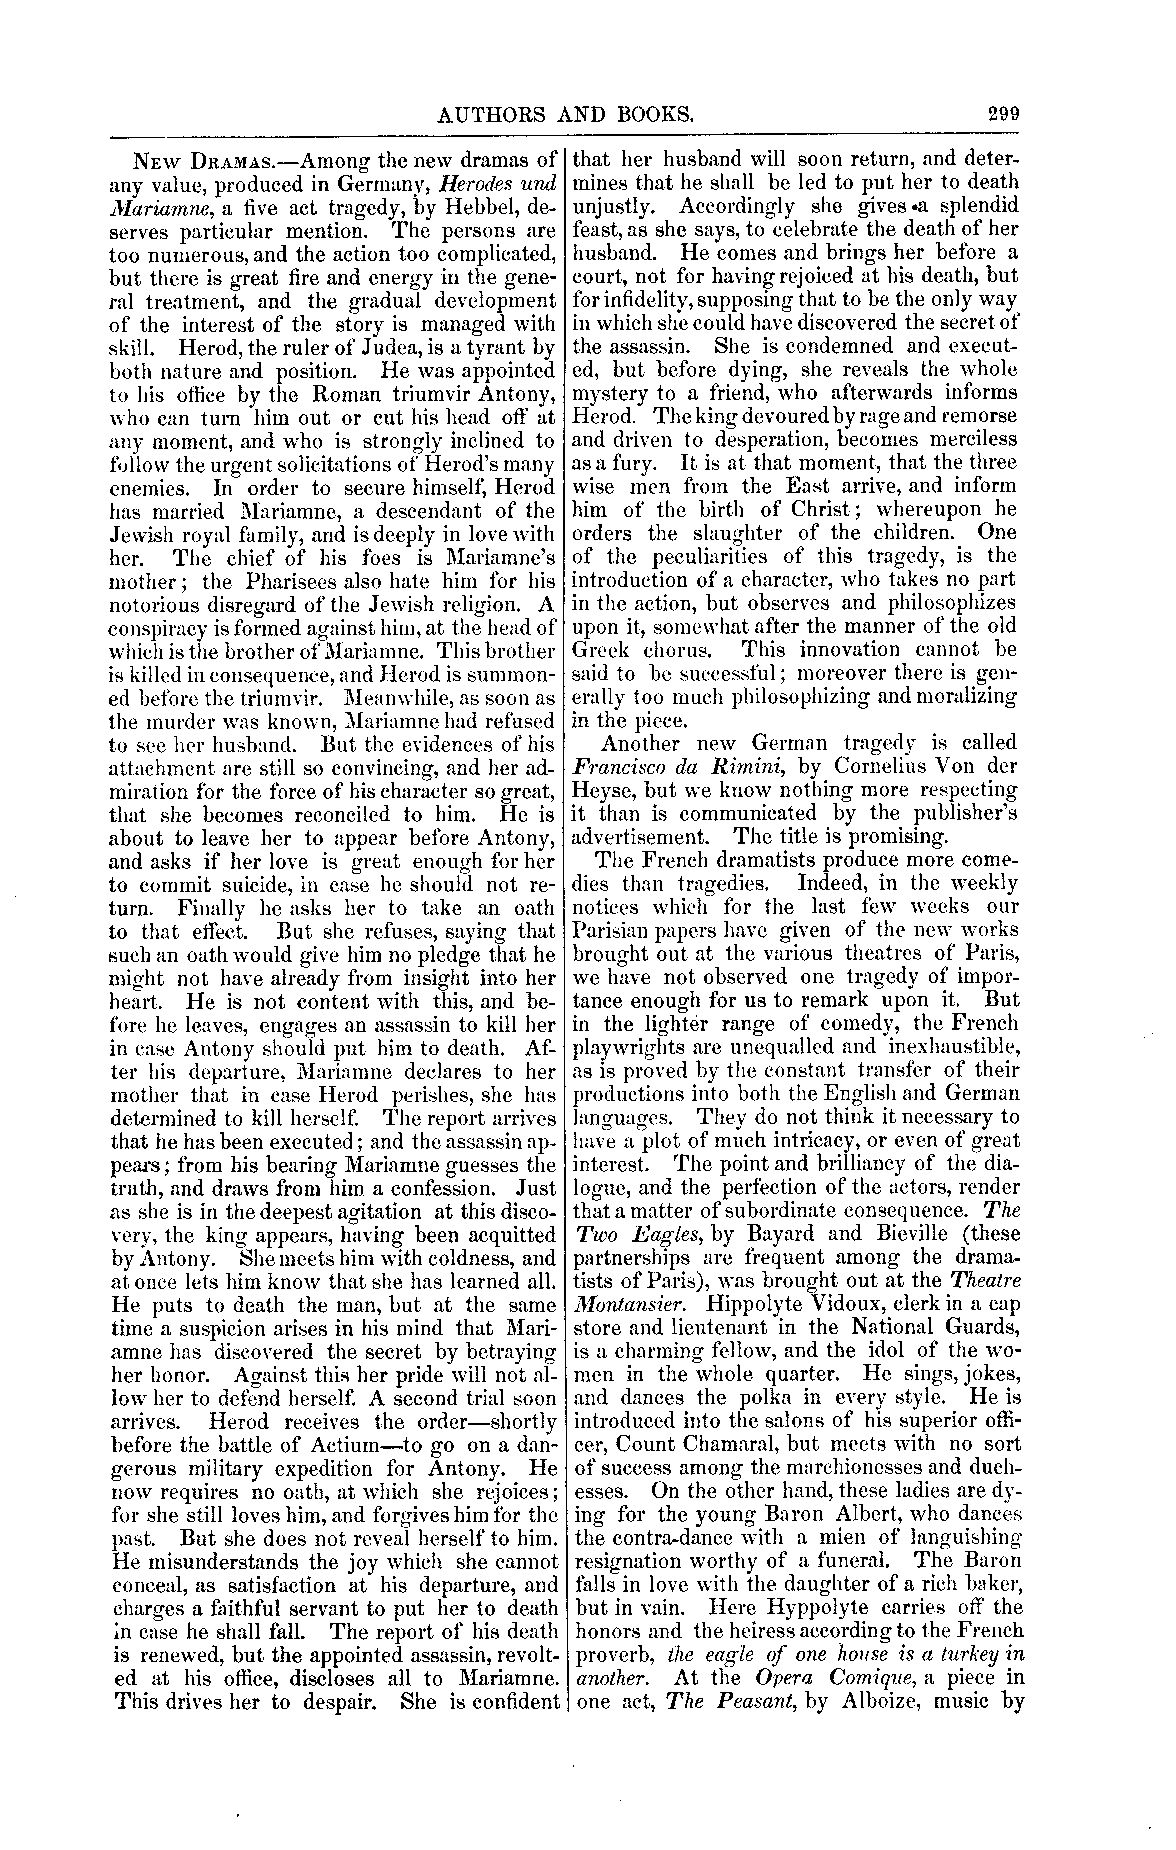 AUTHORS AND BOOKS. 299
NEW DRAMAS.—Among the new dramas of
any value, produced in Germany, Herodes und
Mariamne, a five act tragedy, by Hebbel, de-
serves particular mention. The persons are
too numerous, and the action too complicated,
but there is great fire and energy in the gene-
ral treatment, and the gradual development
of the interest of the story is managed with
skill. Herod, the ruler of Judea, is a tyrant by
both nature and position. He was appointed
to his office by the Roman triumvir Antony,
who can turn him out or cut his head off at
any moment, and who is strongly inclined to
follow the urgent solicitations of Herod's many
enemies. In order to secure himself, Herod
has married Mariamne, a descendant of the
Jewish royal family, and is deeply in love with
her. The chief of his foes is Mariamne's
mother; the Pharisees also hate him for his
notorious disregard of the Jewish religion. A
conspiracy is formed against him, at the head of
which is the brother of Mariamne. This brother
is killed in consequence, and Herod is summon-
ed before the triumvir. Meanwhile, as soon as
the murder was known, Mariamne had refused
to see her husband. But the evidences of his
attachment are still so convincing, and her ad-
miration for the force of his character so great,
that she becomes reconciled to him. He is
about to leave her to appear before Antony,
and asks if her love is great enough for her
to commit suicide, in case he should not re-
turn. Finally he asks her to take an oath
to that effect. But she refuses, saying that
such an oath would give him no pledge that he
might not have already from insight into her
heart. He is not content with this, and be-
fore he leaves, engages an assassin to kill her
in case Antony should put him to death. Af-
ter his departure, Mariamne declares to her
mother that in case Herod perishes, she has
determined to kill herself. The report arrives
that he has been executed; and the assassin ap-
pears; from his bearing Mariamne guesses the
truth, and draws from him a confession. Just
as she is in the deepest agitation at this disco-
very, the king appears, having been acquitted
by Antony. She meets him with coldness, and
at once lets him know that she has learned all.
He puts to death the man, but at the same
time a suspicion arises in his mind that Mari-
amne has discovered the secret by betraying
her honor. Against this her pride will not al-
low her to defend herself. A second trial soon
arrives. Herod receives the order—shortly
before the battle of Actium—to go on a dan-
gerous military expedition for Antony. He
now requires no oath, at which she rejoices;
for she still loves him, and forgives him for the
past. But she does not reveal herself to him.
He misunderstands the joy which she cannot
conceal, as satisfaction at his departure, and
charges a faithful servant to put her to death
in case he shall fall. The report of his death
is renewed, but the appointed assassin, revolt-
ed at his office, discloses all to Mariamne.
This drives her to despair. She is confident
that her husband will soon return, and deter-
mines that he shall be led to put her to death
unjustly. Accordingly she gives a splendid
feast, as she says, to celebrate the death of her
husband. He comes and brings her before a
court, not for having rejoiced at his death, but
for infidelity, supposing that to be the only way
in which she could have discovered the secret of
the assassin. She is condemned and execut-
ed, but before dying, she reveals the whole
mystery to a friend, who afterwards informs
Herod. The king devoured by rage and remorse
and driven to desperation, becomes merciless
as a fury. It is at that moment, that the three
wise men from the East arrive, and inform
him of the birth of Christ; whereupon he
orders the slaughter of the children. One
of the peculiarities of this tragedy, is the
introduction of a character, who takes no part
in the action, but observes and philosophizes
upon it, somewhat after the manner of the old
Greek chorus. This innovation cannot be
said to be successful; moreover there is gen-
erally too much philosophizing and moralizing
in the piece.
Another new German tragedy is called
Francisco da Rimini, by Cornelius Von der
Heyse, but we know nothing more respecting
it than is communicated by the publisher's
advertisement. The title is promising.
The French dramatists produce more come-
dies than tragedies. Indeed, in the weekly
notices which for the last few weeks our
Parisian papers have given of the new works
brought out at the various theatres of Paris,
we have not observed one tragedy of impor-
tance enough for us to remark upon it. But
in the lighter range of comedy, the French
playwrights are unequalled and inexhaustible,
as is proved by the constant transfer of their
productions into both the English and German
languages. They do not think it necessary to
have a plot of much intricacy, or even of great
interest. The point and brilliancy of the dia-
logue, and the perfection of the actors, render
that a matter of subordinate consequence. The
Two Eagles, by Bayard and Bieville (these
partnerships are frequent among the drama-
tists of Paris), was brought out at the Theatre
Montansier. Hippolyte Vidoux, clerk in a cap
store and lieutenant in the National Guards,
is a charming fellow, and the idol of the wo-
men in the whole quarter. He sings, jokes,
and dances the polka in every style. He is
introduced into the salons of his superior offi-
cer, Count Chamaral, but meets with no sort
of success among the marchionesses and duch-
esses. On the other hand, these ladies are dy-
ing for the young Baron Albert, who dances
the contra-dance with a mien of languishing
resignation worthy of a funeral. The Baron
falls in love with the daughter of a rich baker,
but in vain. Here Hyppolyte carries off the
honors and the heiress according to the French
proverb, the eagle of one house is a turkey in
another. At the Opera Comique, a piece in
one act, The Peasant, by Alboize, music by